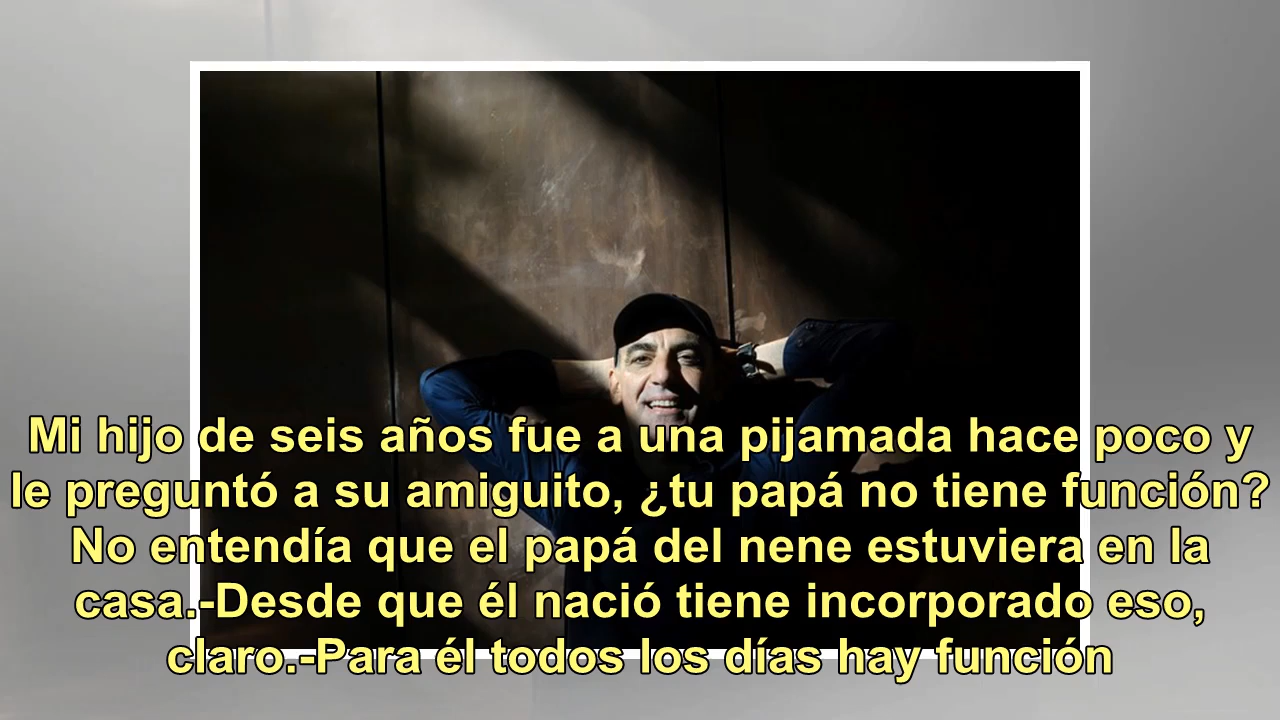 Mi hijo de seis años fue a una pijamada hace poco y
le preguntó a su amiguito, ¿tu papá no tiene función?
No entendía que el papá del nene estuviera en la
casa.-Desde que él nació tiene incorporado eso,
claro.-Para él todos los días hay función